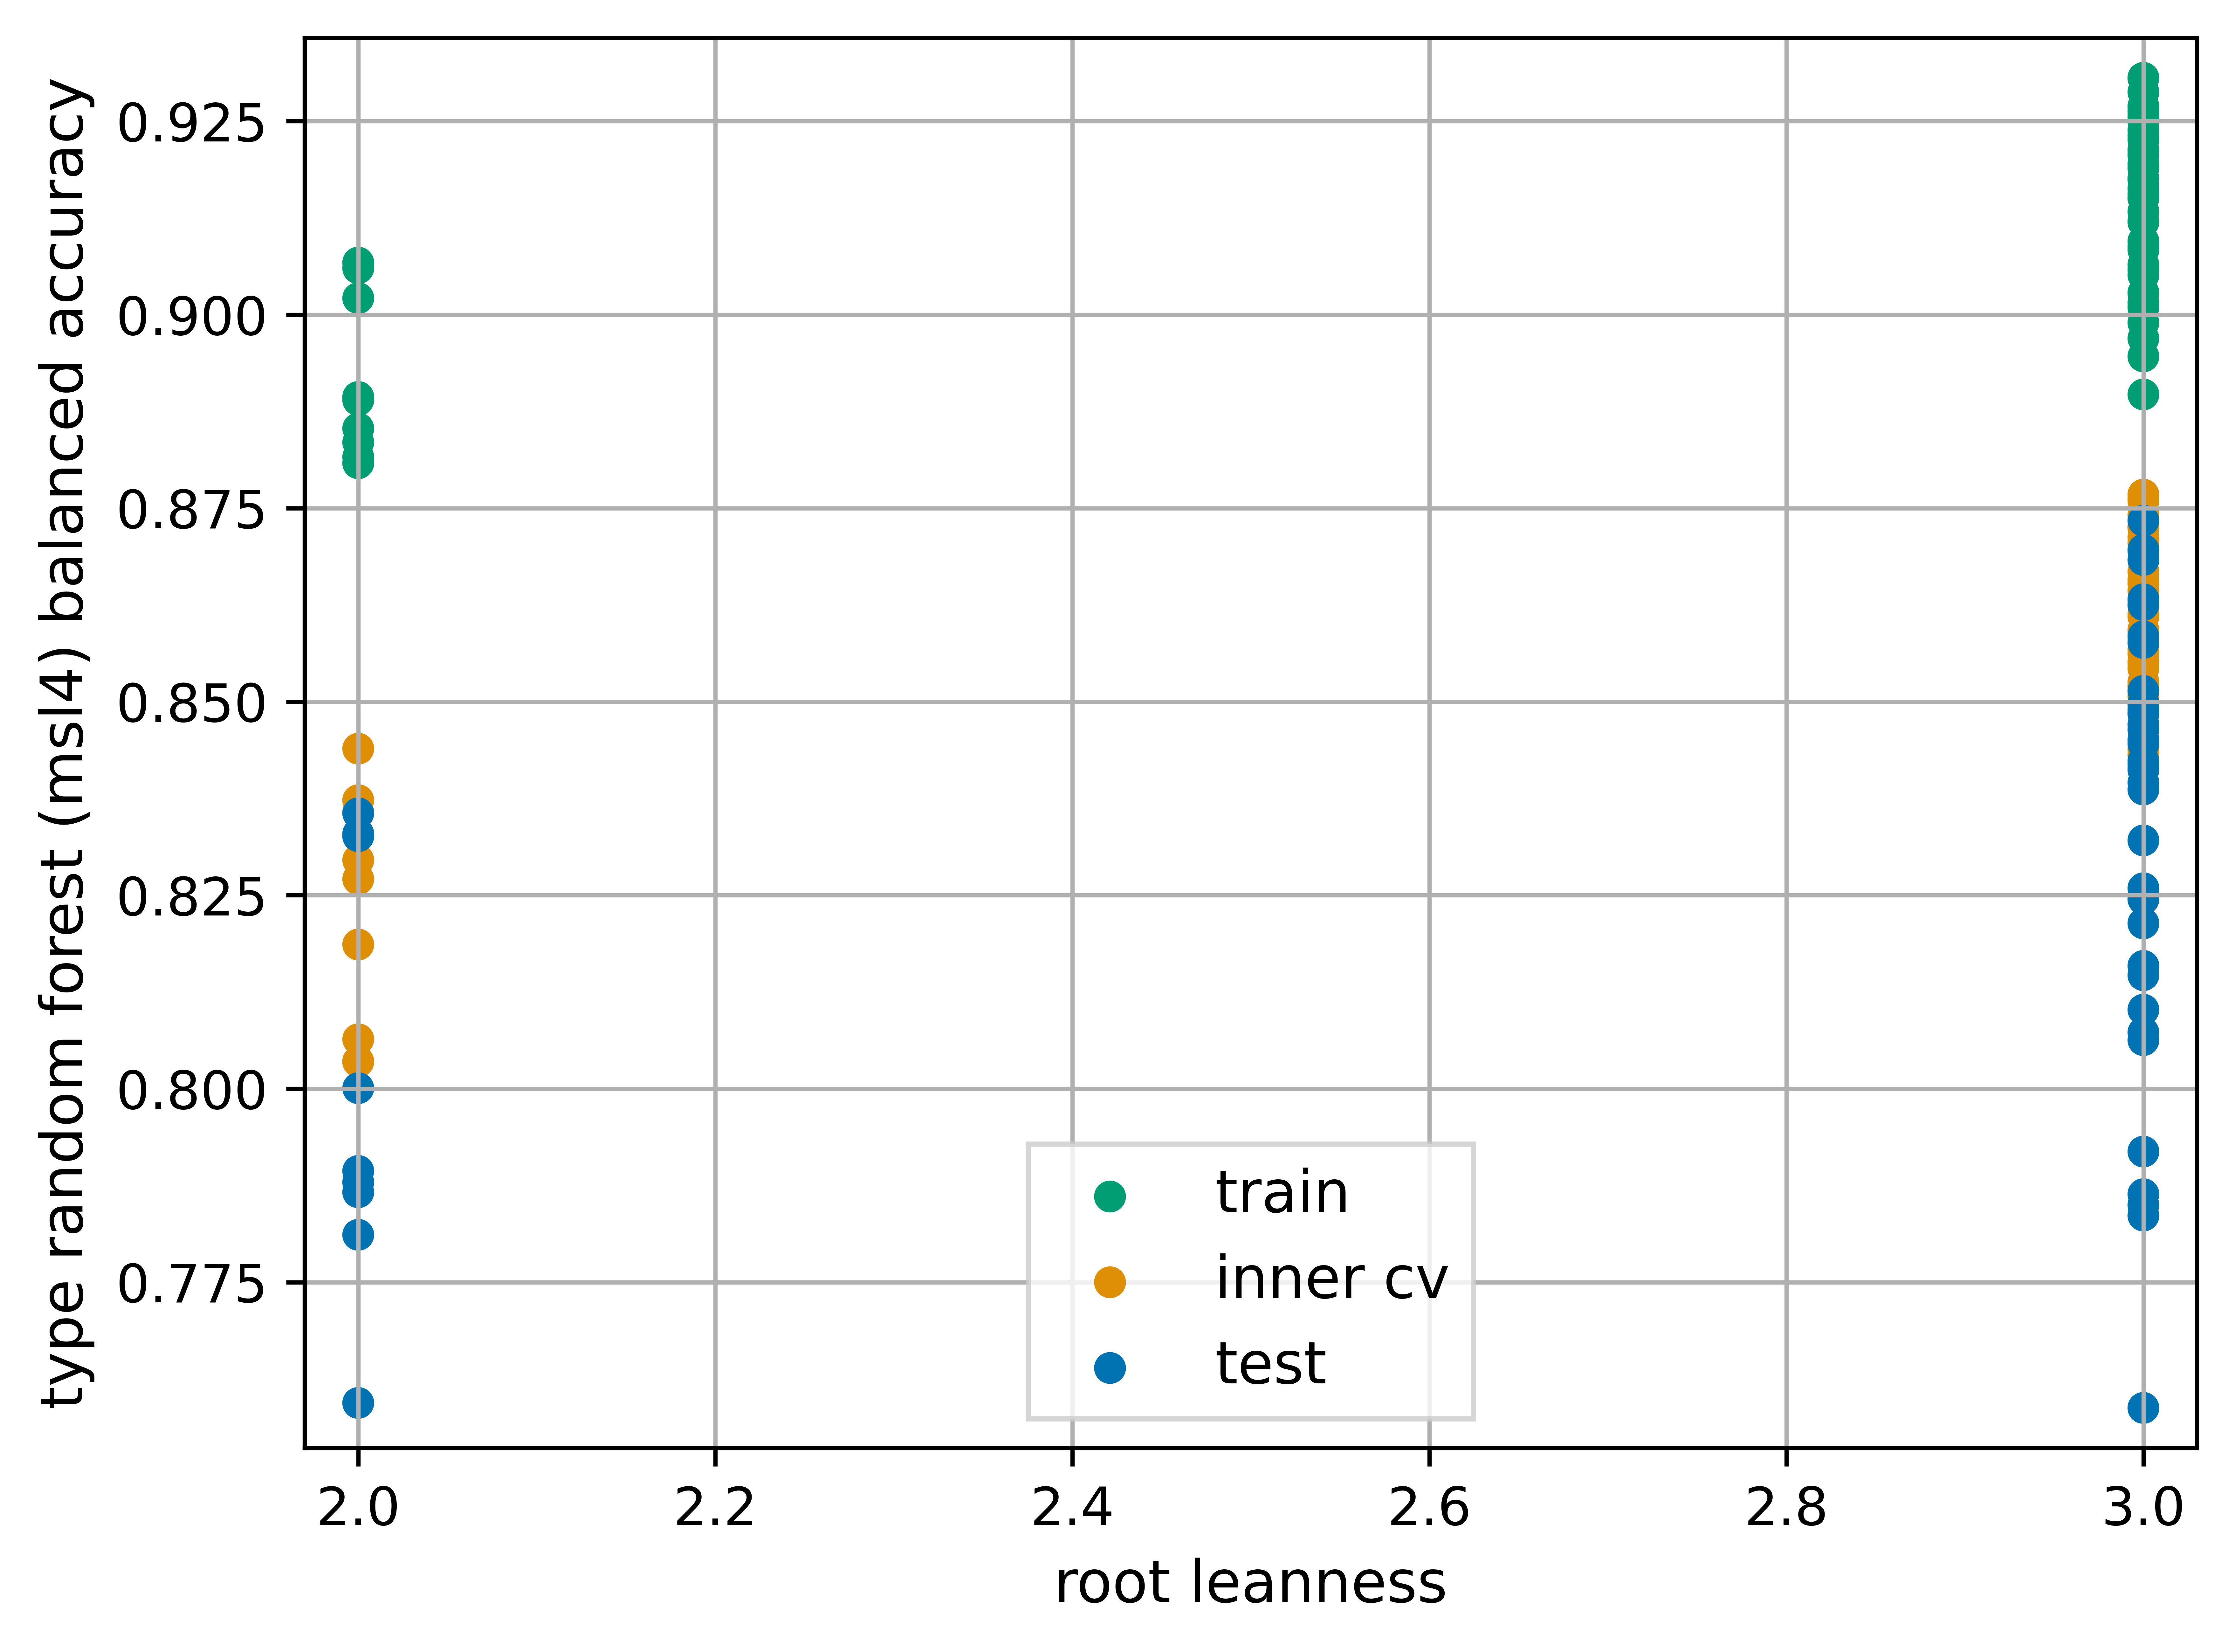 type random forest (msl4) balanced accuracy
0.925
0.900
0.875
0.850
0.825
0.800
0.775
train
inner cv
test
2.0 2.2 2.4 2.6 2.8 3.0
root leanness